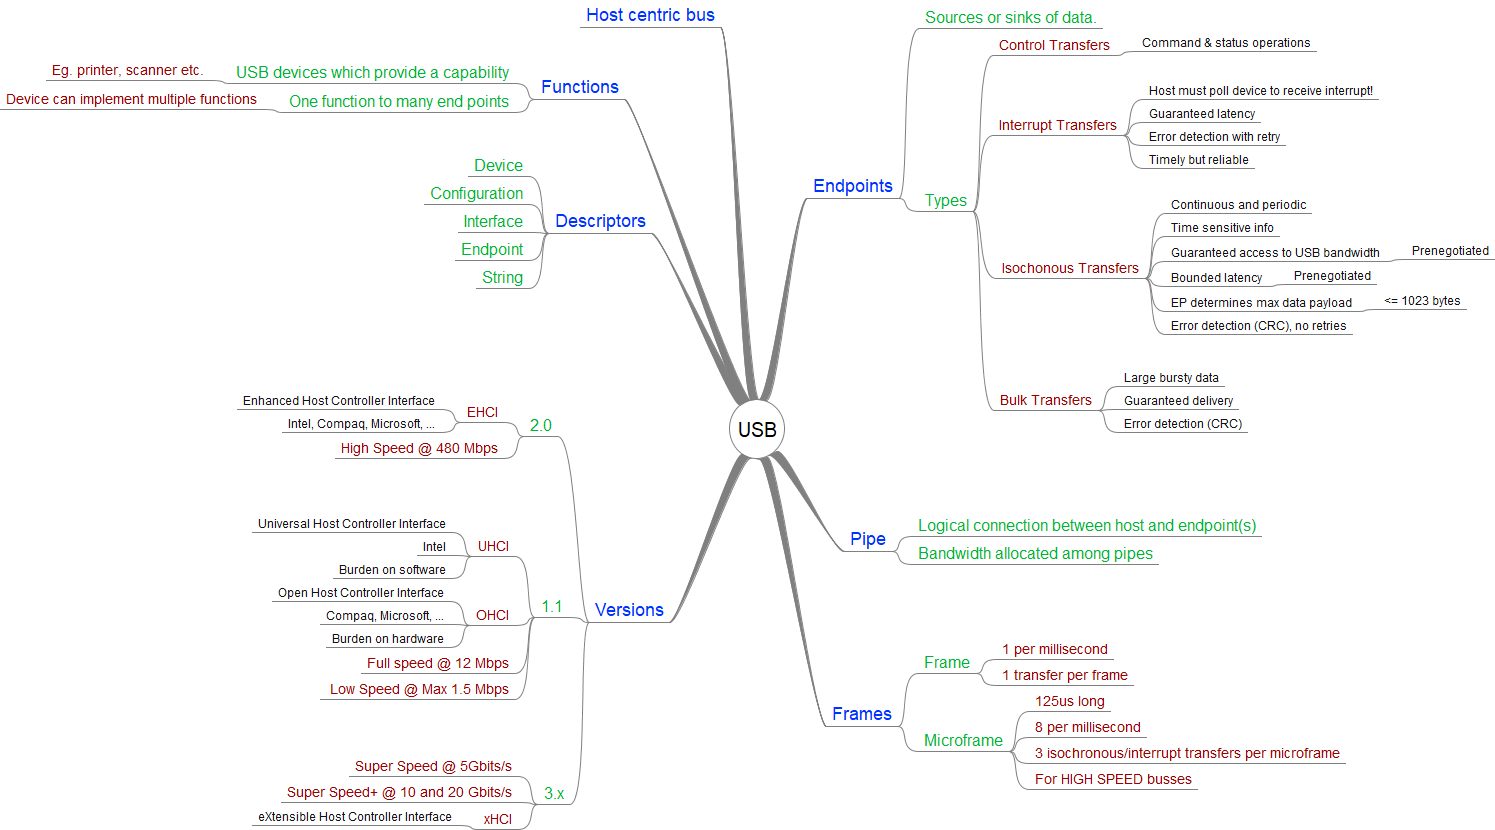 USB
Host centric bus
Functions
USB devices which provide a capability
Eg. printer, scanner etc.
One function to many end points
Device can implement multiple functions
Descriptors
Device
Configuration
Interface
Endpoint
String
Versions
2.0
EHCI
Enhanced Host Controller Interface
Intel, Compaq, Microsoft, ...
High Speed @ 480 Mbps
1.1
UHCI
Universal Host Controller Interface
Intel
Burden on software
OHCI
Open Host Controller Interface
Compaq, Microsoft, ...
Burden on hardware
Full speed @ 12 Mbps
Low Speed @ Max 1.5 Mbps
3.x
Super Speed @ 5Gbits/s
Super Speed+ @ 10 and 20 Gbits/s
xHCI
eXtensible Host Controller Interface
Endpoints
Sources or sinks of data.
Types
Control Transfers
Command & status operations
Interrupt Transfers
Host must poll device to receive interrupt!
Guaranteed latency
Error detection with retry
Timely but reliable
Isochonous Transfers
Continuous and periodic
Time sensitive info
Guaranteed access to USB bandwidth
Prenegotiated
Bounded latency
Prenegotiated
EP determines max data payload
<= 1023 bytes
Error detection (CRC), no retries
Bulk Transfers
Large bursty data
Guaranteed delivery
Error detection (CRC)
Pipe
Logical connection between host and endpoint(s)
Bandwidth allocated among pipes
Frames
Frame
1 per millisecond
1 transfer per frame
Microframe
125us long
8 per millisecond
3 isochronous/interrupt transfers per microframe
For HIGH SPEED busses